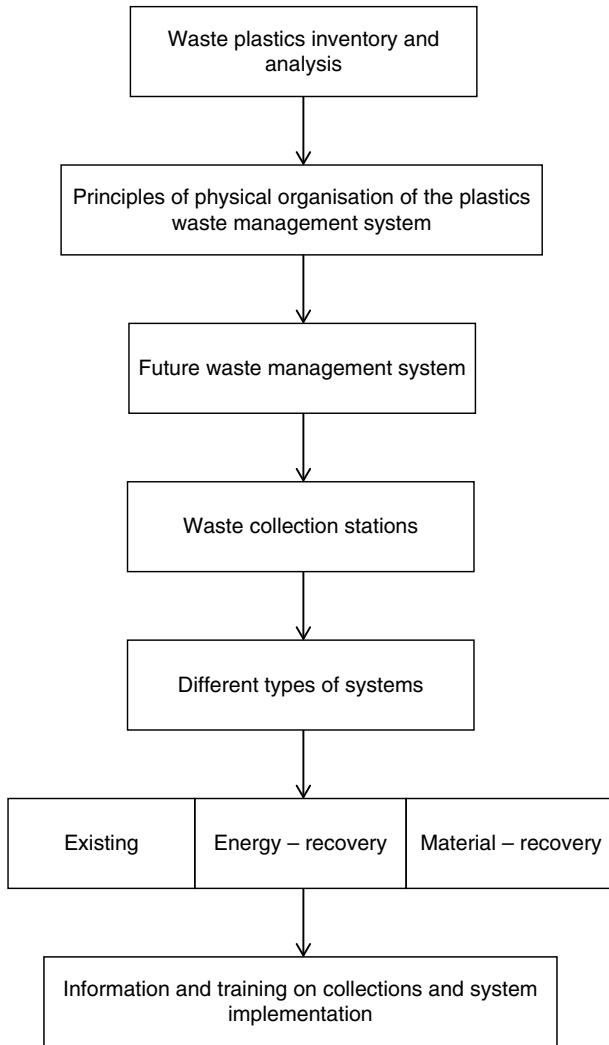 Waste plastics inventory and
analysis
Principles of physical organisation of the plastics
waste management system
Future waste management system
Waste collection stations
Different types of systems
Existing
Energy – recovery
Material – recovery
Information and training on collections and system
implementation